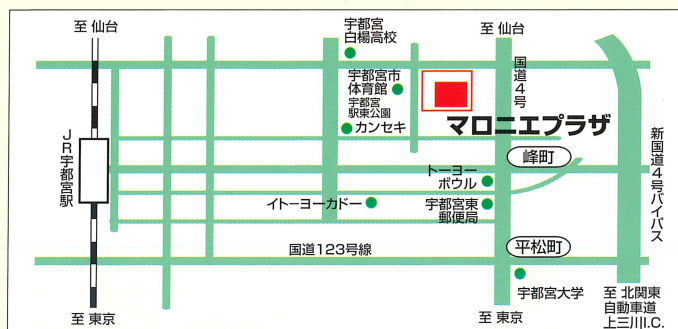 至 仙台
宇都宮
白楊高校
至 仙台
国道4号
宇都宮市
体育館
宇都宮
駅東公園
カンセキ
マロニエプラザ
JR宇都宮駅
峰町
新国道4号バイパス
トーヨー
ボウル
イトーヨーカドー
宇都宮東
郵便局
国道123号線
平松町
宇都宮大学
至 東京
至 東京
至 北関東
自動車道
上三川I.C.